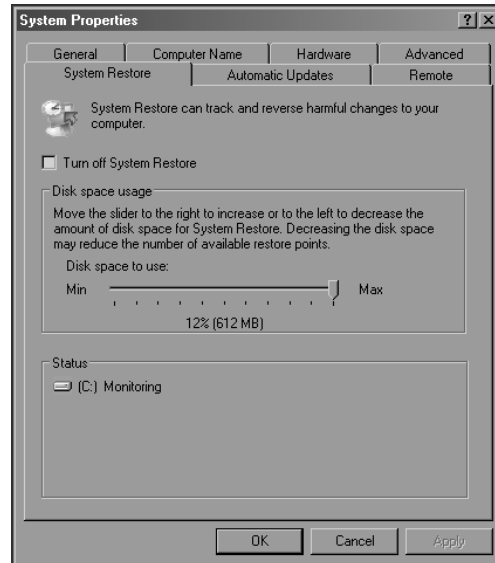 System Properties
General
Computer Name
Hardware
Advanced
System Restore
Automatic Updates
Remote
System Restore can track and reverse harmful changes to your
computer.
Turn off System Restore
Disk space usage
Move the slider to the right to increase or to the left to decrease the
amount of disk space for System Restore. Decreasing the disk space
may reduce the number of available restore points.
Disk space to use:
Min
Max
12% (612 MB)
Status
(C:) Monitoring
OK
Cancel
Apply